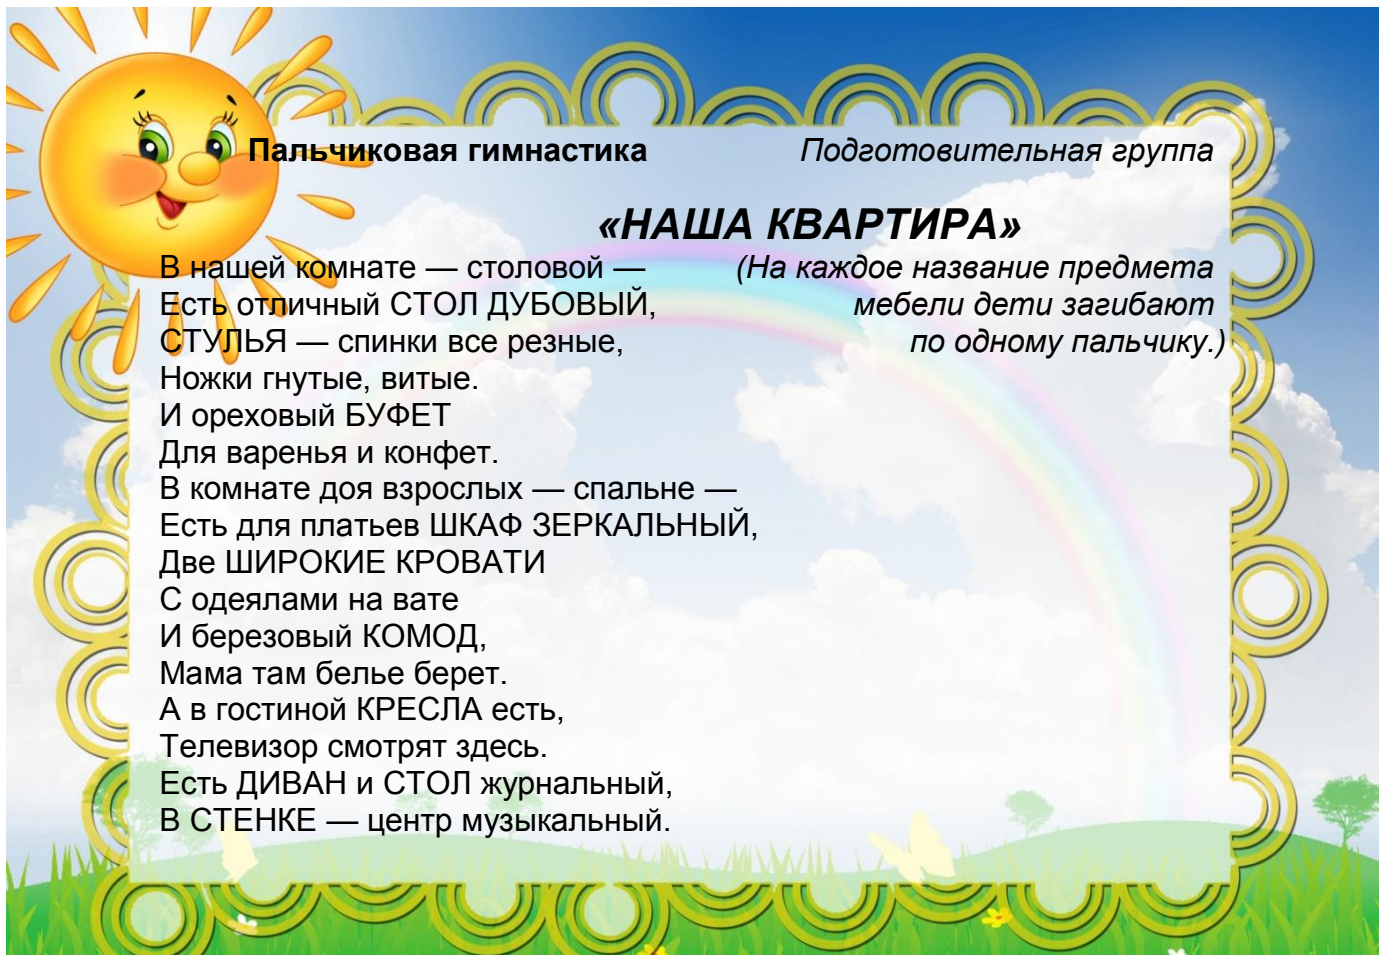 Пальчиковая гимнастика Подготовительная группа
«НАША КВАРТИРА»
В нашей комнате — столовой — (На каждое название предмета
Есть отличный СТОЛ ДУБОВЫЙ, мебели дети загибают
СТУЛЬЯ — спинки все резные, по одному пальчику.)
Ножки гнутые, витые.
И ореховый БУФЕТ
Для варенья и конфет.
В комнате доя взрослых — спальне —
Есть для платьев ШКАФ ЗЕРКАЛЬНЫЙ,
Две ШИРОКИЕ КРОВАТИ
С одеялами на вате
И березовый КОМОД,
Мама там белье берет.
А в гостиной КРЕСЛА есть,
Телевизор смотрят здесь.
Есть ДИВАН и СТОЛ журнальный,
В СТЕНКЕ — центр музыкальный.